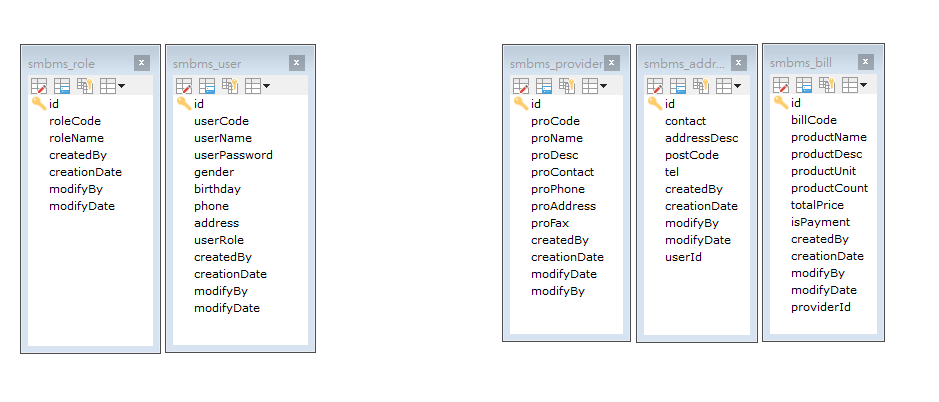 smbms_role
id
roleCode
roleName
createdBy
creationDate
modifyBy
modifyDate
smbms_user
id
userCode
userName
userPassword
gender
birthday
phone
address
userRole
createdBy
creationDate
modifyBy
modifyDate
smbms_provider
id
proCode
proName
proDesc
proContact
proPhone
proAddress
proFax
createdBy
creationDate
modifyDate
modifyBy
smbms_addr...
id
contact
addressDesc
postCode
tel
createdBy
creationDate
modifyBy
modifyDate
userId
smbms_bill
id
billCode
productName
productDesc
productUnit
productCount
totalPrice
isPayment
createdBy
creationDate
modifyBy
modifyDate
providerId